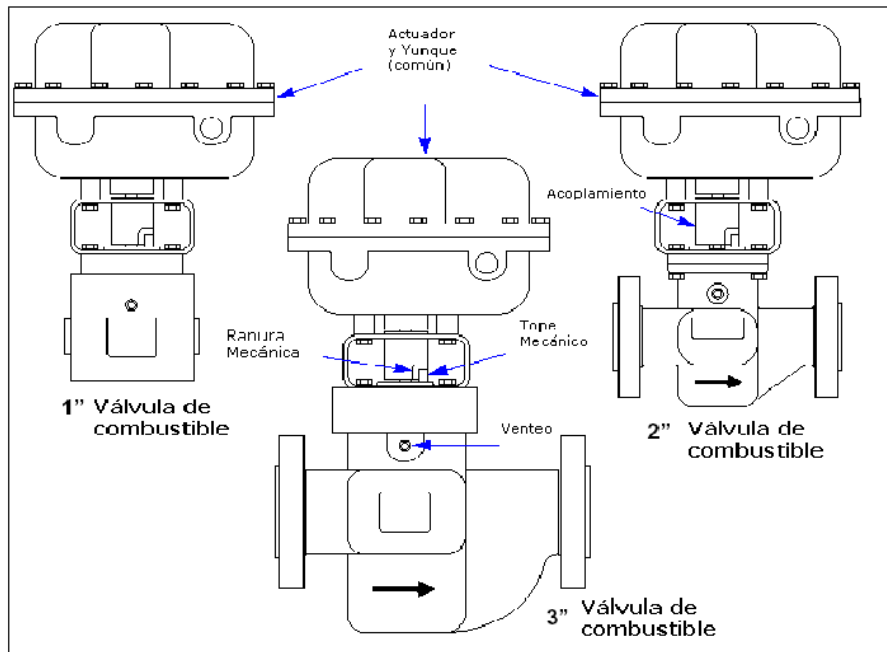 Actuador
y Yunque
(común)
Acoplamiento
Ranura
Mecánica
Tope
Mecánico
1” Válvula de
combustible
Venteo
2” Válvula de
combustible
3” Válvula de
combustible